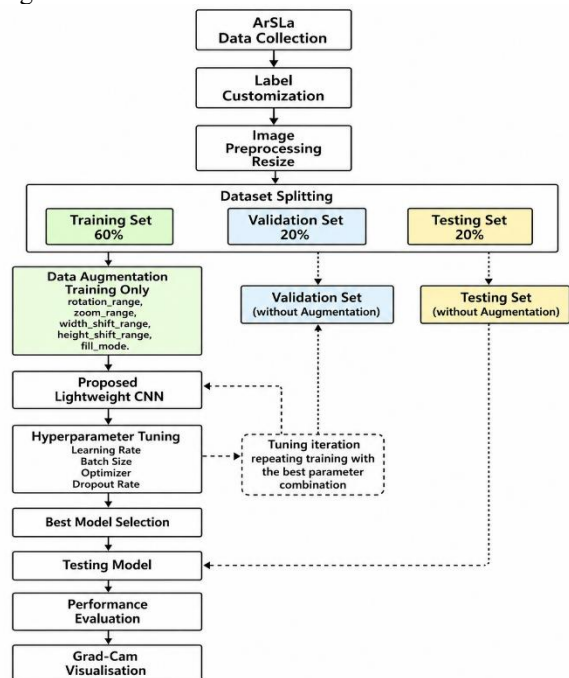 ArSLa
Data Collection
Label
Customization
Image
Preprocessing
Resize
Dataset Splitting
Training Set
60%
Validation Set
20%
Testing Set
20%
Data Augmentation
Training Only
rotation_range,
zoom_range,
width_shift_range,
height_shift_range,
fill_mode.
Validation Set
(without Augmentation)
Testing Set
(without Augmentation)
Proposed
Lightweight CNN
Hyperparameter Tuning
Learning Rate
Batch Size
Optimizer
Dropout Rate
Tuning iteration
repeating training with
the best parameter
combination
Best Model Selection
Testing Model
Performance
Evaluation
Grad-Cam
Visualisation